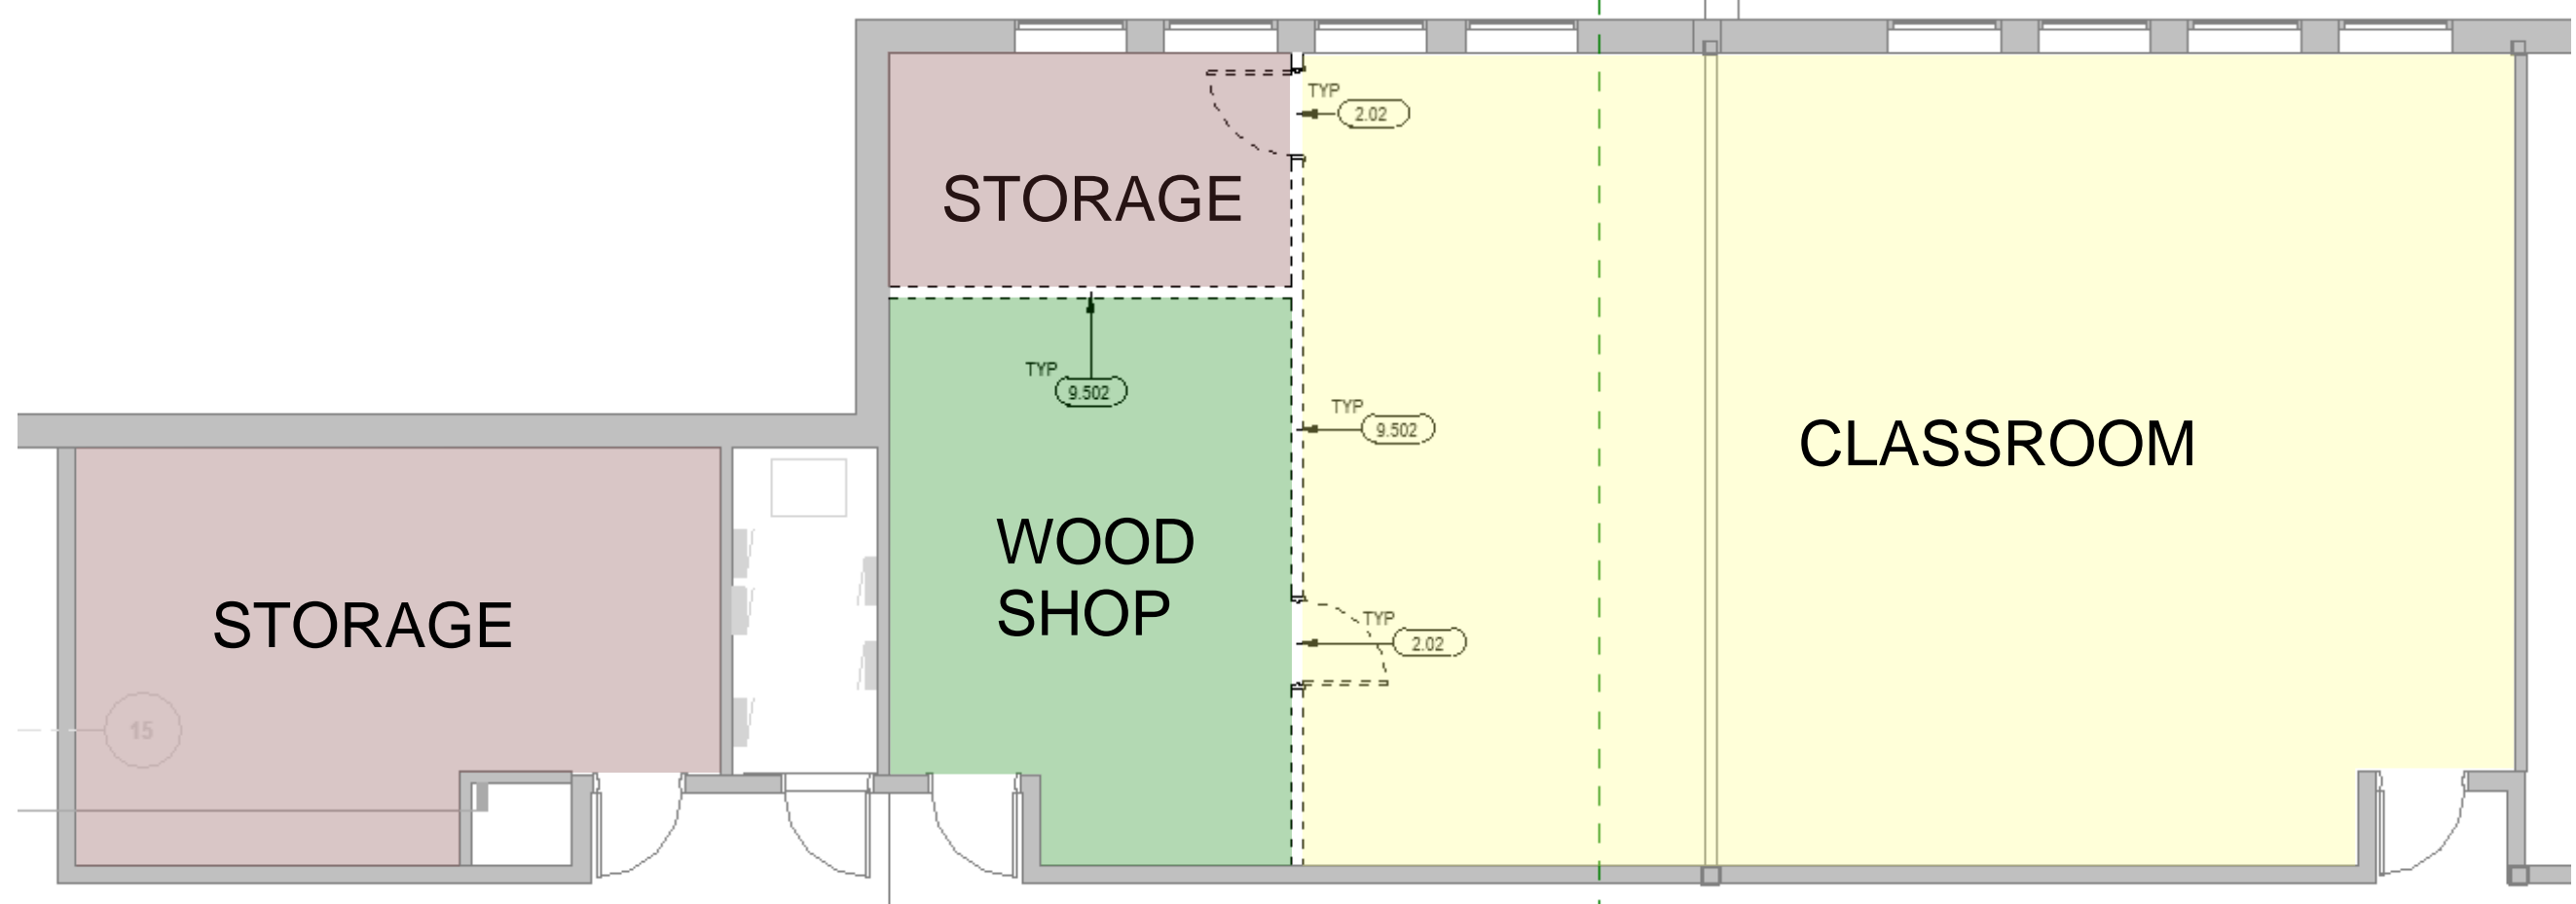 TYP
2.02
STORAGE
TYP
9.502
TYP
9.502
CLASSROOM
WOOD
SHOP
STORAGE
TYP
2.02
15